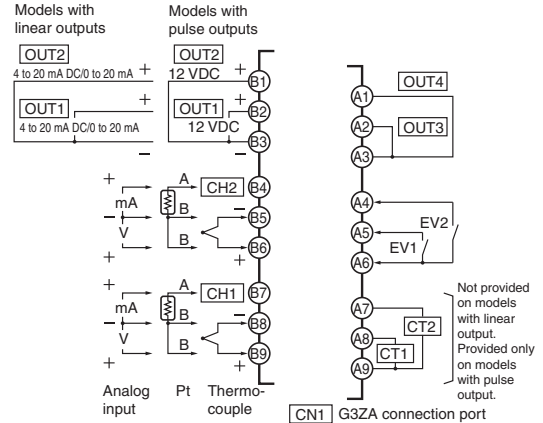 Models with linear outputs
Models with pulse outputs
OUT2
4 to 20 mA DC/0 to 20 mA +
OUT2
12 VDC +
B1
OUT1 +
4 to 20 mA DC/0 to 20 mA
OUT1 +
12 VDC
B2
B3
−
−
A1
OUT4
A2
OUT3
A3
+
mA
−
V
+
A
B
B
CH2
−
+
B4
B5
B6
A4
A5
A6
EV1
EV2
+
mA
−
V
+
A
B
B
CH1
−
+
B7
B8
B9
A7
A8
A9
CT2
CT1
Not provided
on models
with linear
output.
Provided only
on models
with pulse
output.
Analog
input
Pt
Thermo-
couple
CN1 G3ZA connection port